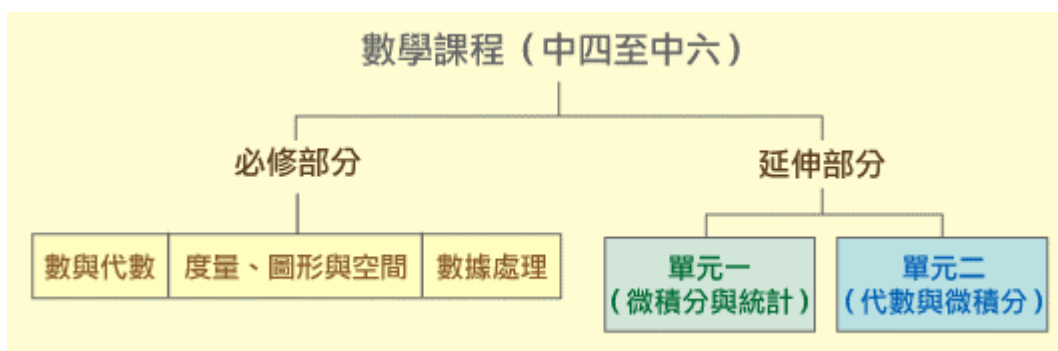 數學課程（中四至中六）
必修部分
延伸部分
數與代數
度量、圖形與空間
數據處理
單元一
（微積分與統計）
單元二
（代數與微積分）